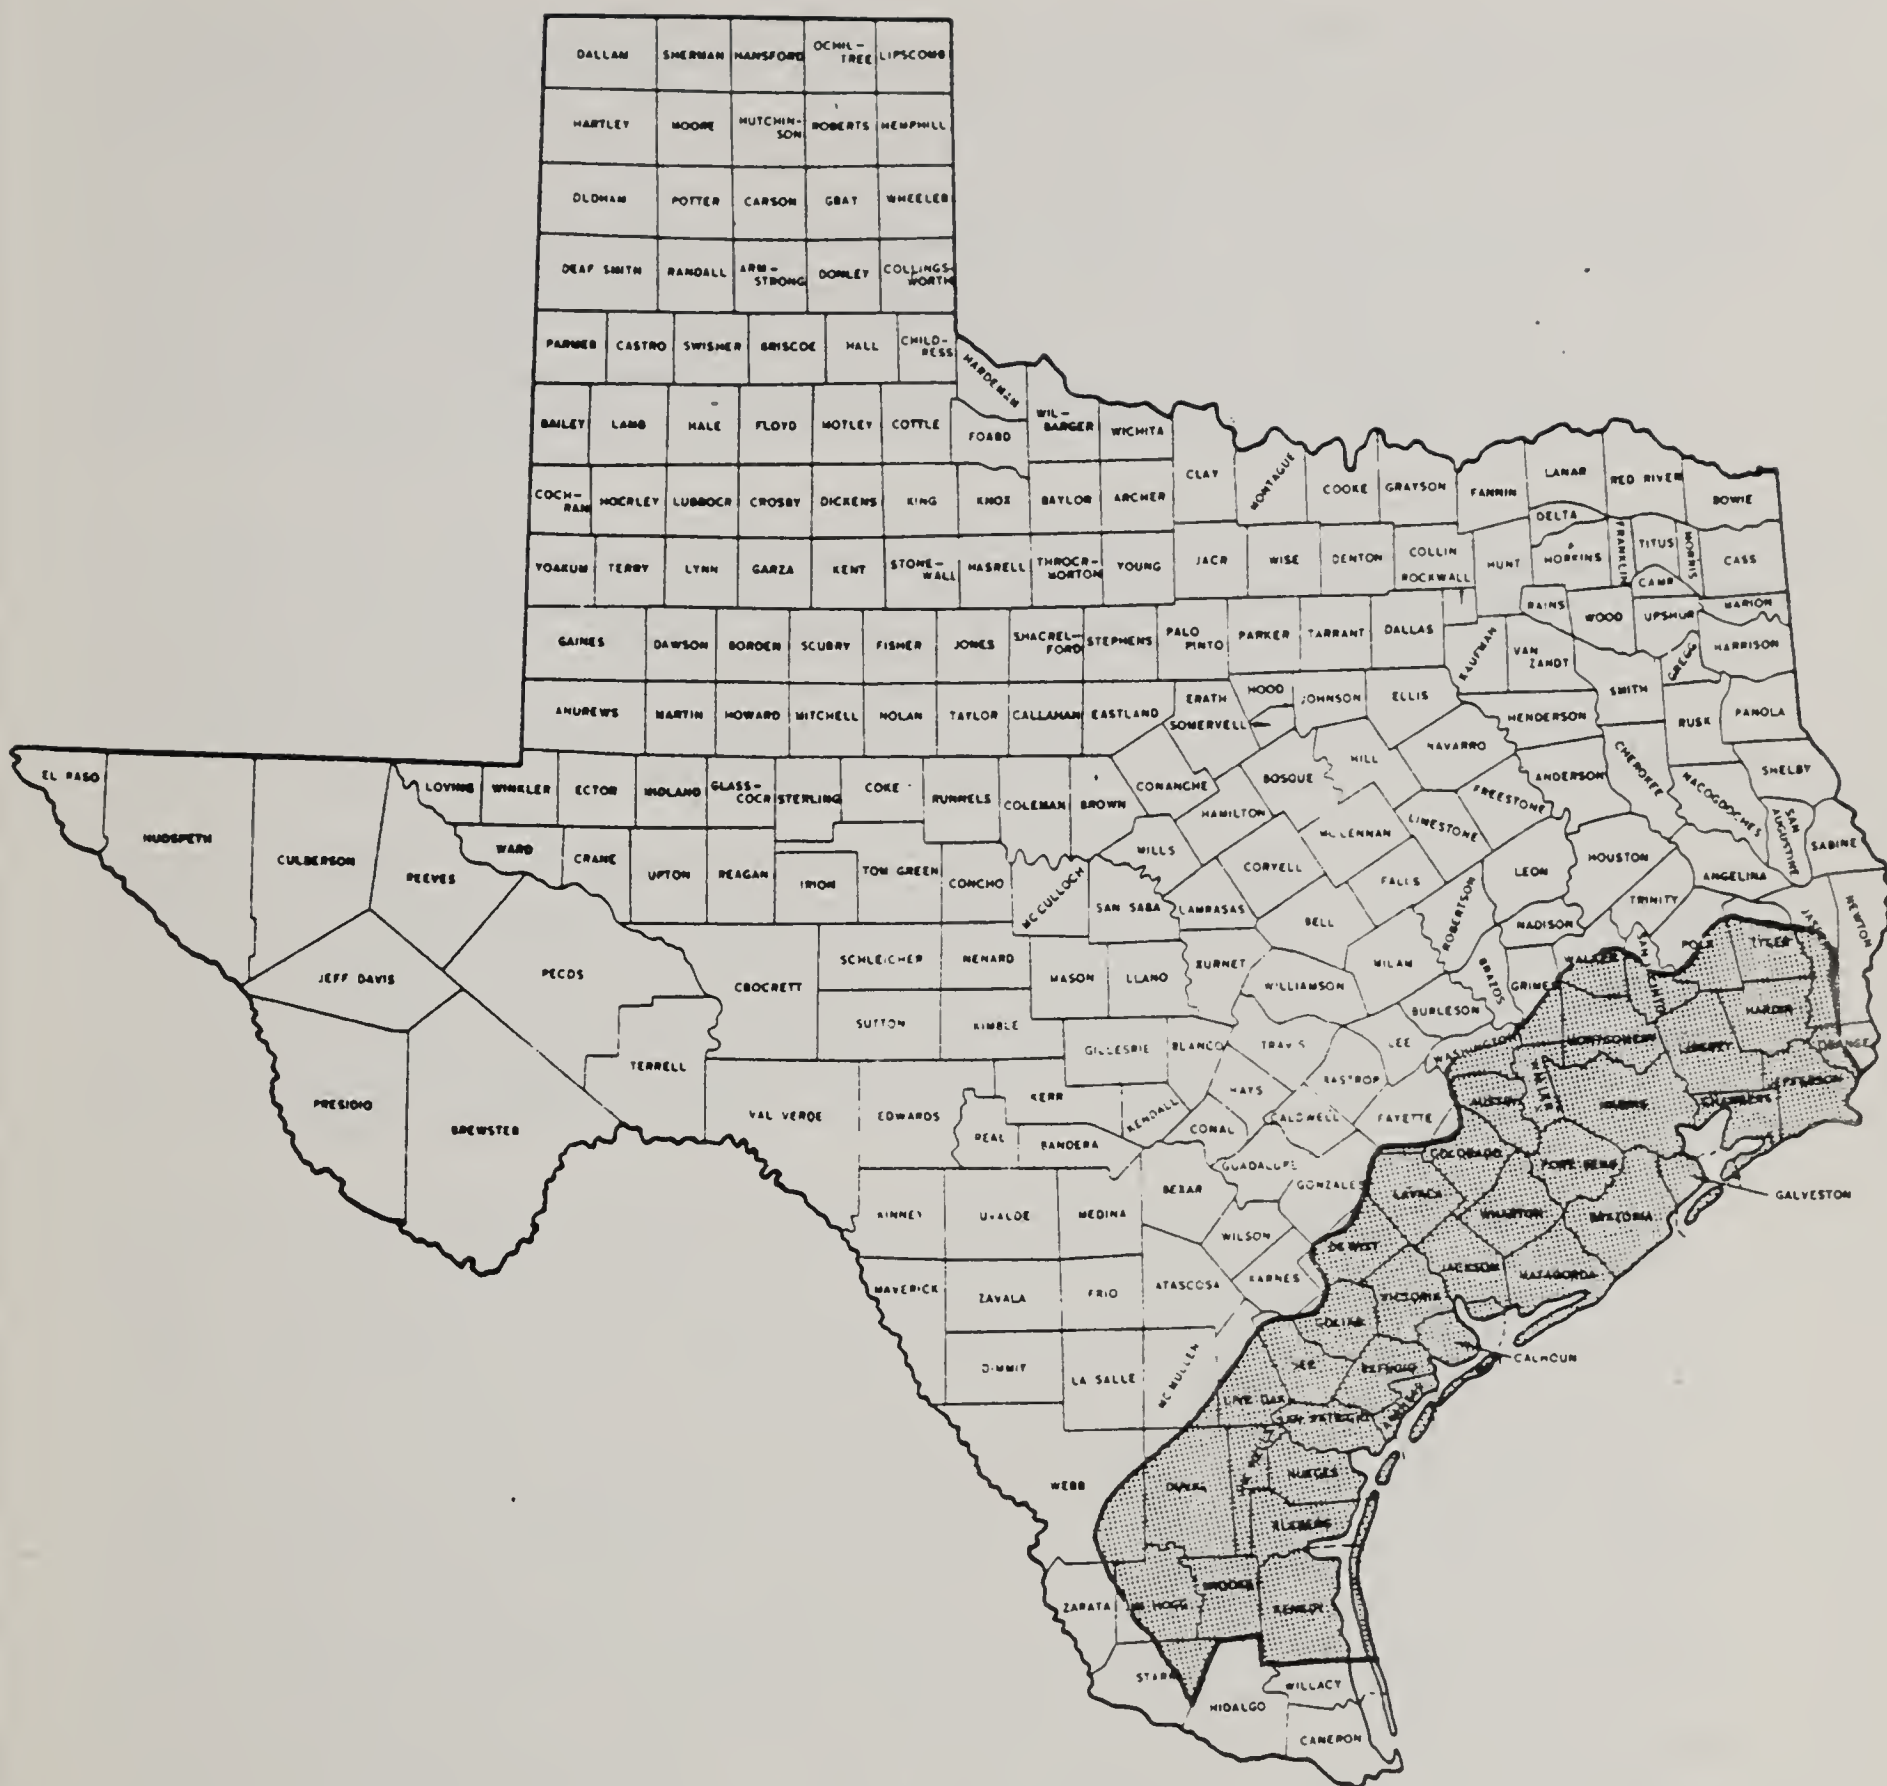 DALLAM SHERMAN HANSFORD OCHIL-TREE LIPSCOMB
HARTLEY MOORE HUTCHIN-SON ROBERTS HEMPHILL
OLDHAM POTTER CARSON GRAY WHEELER
DEAF SMITH RANDALL ARM-STRONG DONLEY COLLINGS-WORTH
PARMER CASTRO SWISHER BRISCOE HALL CHILD-RESS
HARDEMAN
BAILEY LAMB HALE FLOYD MOTLEY COTTLE FOARD WIL-BARGER WICHITA
CLAY MONTAGUE COOKE GRAYSON FANNIN LAMAR RED RIVER BOWIE
COCH-RAN HOCKLEY LUBBOCK CROSBY DICKENS KING KNOX BAYLOR ARCHER
DELTA
YOAKUM TERRY LYNN GARZA KENT STONE-WALL HASKELL THROCK-MORTON YOUNG JACK WISE DENTON COLLIN ROCKWALL HUNT HOPKINS FRANKLIN TITUS MORRIS CASS
CAMP
RAINS WOOD UPSHUR MARION
GAINES DAWSON BORDEN SCURRY FISHER JONES SHACKEL-FORD STEPHENS PALO PINTO PARKER TARRANT DALLAS KAUFMAN VAN ZANDT GREGG HARRISON
ANDREWS MARTIN HOWARD MITCHELL NOLAN TAYLOR CALLAHAN EASTLAND ERATH SOMERVELL HOOD JOHNSON ELLIS HENDERSON SMITH RUSK PANOLA
EL PASO HUDSPETH CULBERSON REEVES LOVING WINKLER ECTOR MIDLAND GLASS-COCK STERLING COKE RUNNELS COLEMAN BROWN COMANCHE BOSQUE HILL NAVARRO ANDERSON CHEROKEE NACOGDOCHES SHELBY
HAMILTON MC LENNAN LIMESTONE FREESTONE SAN AUGUSTINE SABINE
WARD CRANE UPTON REAGAN IRION TOM GREEN CONCHO MC CULLOCH MILLS CORYELL FALLS LEON HOUSTON ANGELINA
SAN SABA LAMPASAS BELL ROBERTSON MADISON TRINITY JASPER NEWTON
JEFF DAVIS PECOS CROCKETT SCHLEICHER MENARD MASON LLANO BURNET WILLIAMSON MILAM BRAZOS GRIMES WALKER SAN JACINTO POLK TYLER
SUTTON KIMBLE BURLESON HARDIN
TERRELL GILLESPIE BLANCO TRAVIS LEE WASHINGTON MONTGOMERY LIBERTY ORANGE
PRESIDIO BREWSTER VAL VERDE EDWARDS KERR HAYS BASTROP WALLER HARRIS CHAMBERS JEFFERSON
REAL BANDERA KENDALL COMAL CALDWELL FAYETTE AUSTIN
GUADALUPE COLORADO FORT BEND
KINNEY UVALDE MEDINA BEXAR GONZALES LAVACA WHARTON BRAZORIA GALVESTON
WILSON DE WITT
MAVERICK ZAVALA FRIO ATASCOSA KARNES VICTORIA JACKSON MATAGORDA
GOLIAD
DIMMIT LA SALLE MC MULLEN BEE REFUGIO CALHOUN
LIVE OAK SAN PATRICIO ARANSAS
WEBB DUVAL NUECES
KLEBERG
ZAPATA JIM HOGG BROOKS KENEDY
STARR HIDALGO WILLACY
CAMERON